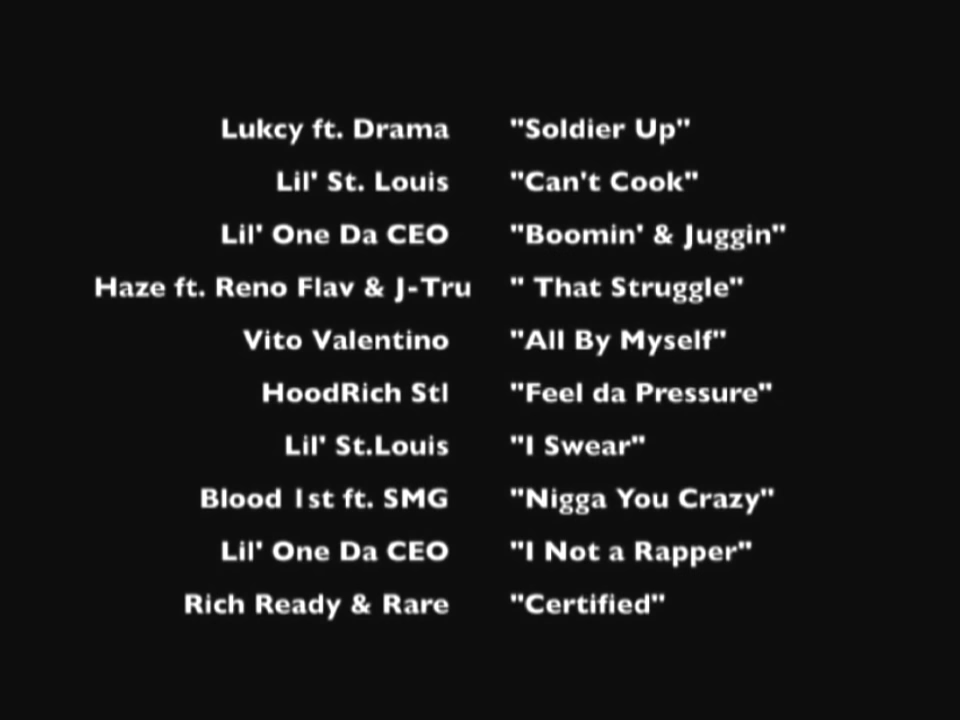 Lukcy ft. Drama "Soldier Up"
Lil' St. Louis "Can't Cook"
Lil' One Da CEO "Boomin' & Juggin"
Haze ft. Reno Flav & J-Tru " That Struggle"
Vito Valentino "All By Myself"
HoodRich Stl "Feel da Pressure"
Lil' St.Louis "I Swear"
Blood 1st ft. SMG "Nigga You Crazy"
Lil' One Da CEO "I Not a Rapper"
Rich Ready & Rare "Certified"